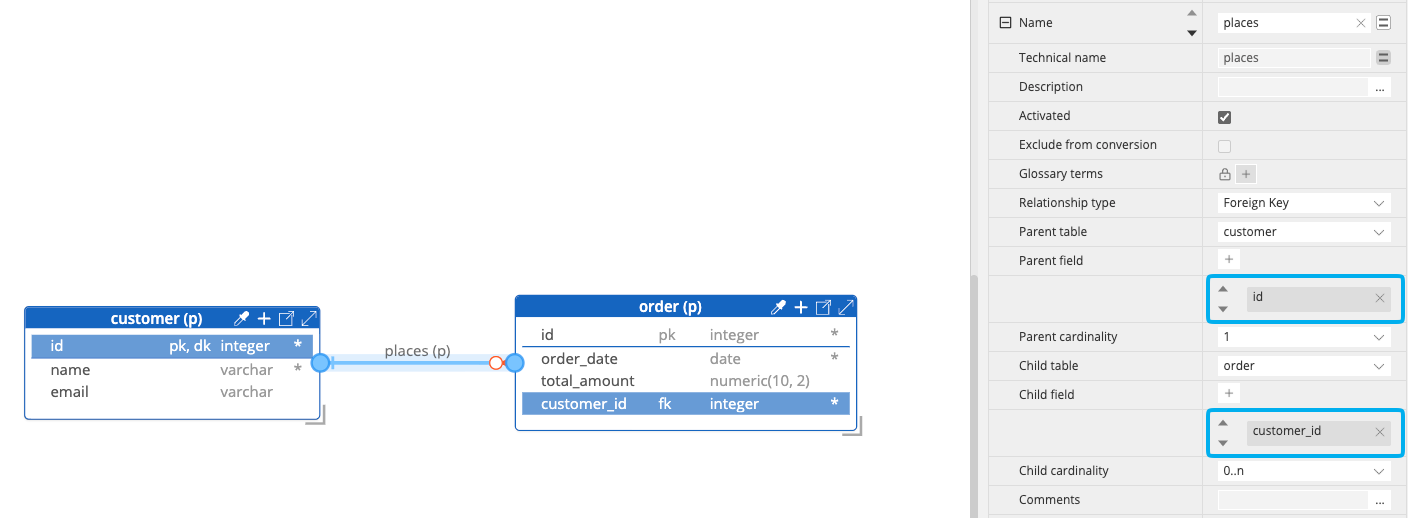 customer (p)
id pk, dk integer *
name varchar *
email varchar
places (p)
order (p)
id pk integer *
order_date date *
total_amount numeric(10, 2)
customer_id fk integer *
Name places
Technical name places
Description ...
Activated
Exclude from conversion
Glossary terms
Relationship type Foreign Key
Parent table customer
Parent field
id
Parent cardinality 1
Child table order
Child field
customer_id
Child cardinality 0..n
Comments ...